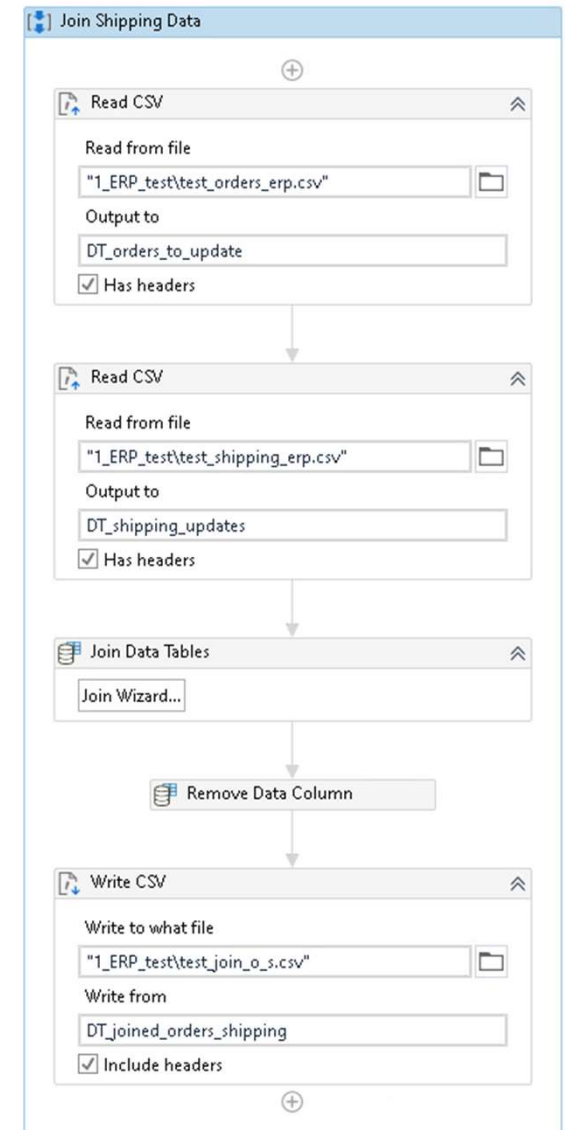 Join Shipping Data
Read CSV
Read from file
"1_ERP_test\test_orders_erp.csv"
Output to
DT_orders_to_update
Has headers
Read CSV
Read from file
"1_ERP_test\test_shipping_erp.csv"
Output to
DT_shipping_updates
Has headers
Join Data Tables
Join Wizard...
Remove Data Column
Write CSV
Write to what file
"1_ERP_test\test_join_o_s.csv"
Write from
DT_joined_orders_shipping
Include headers